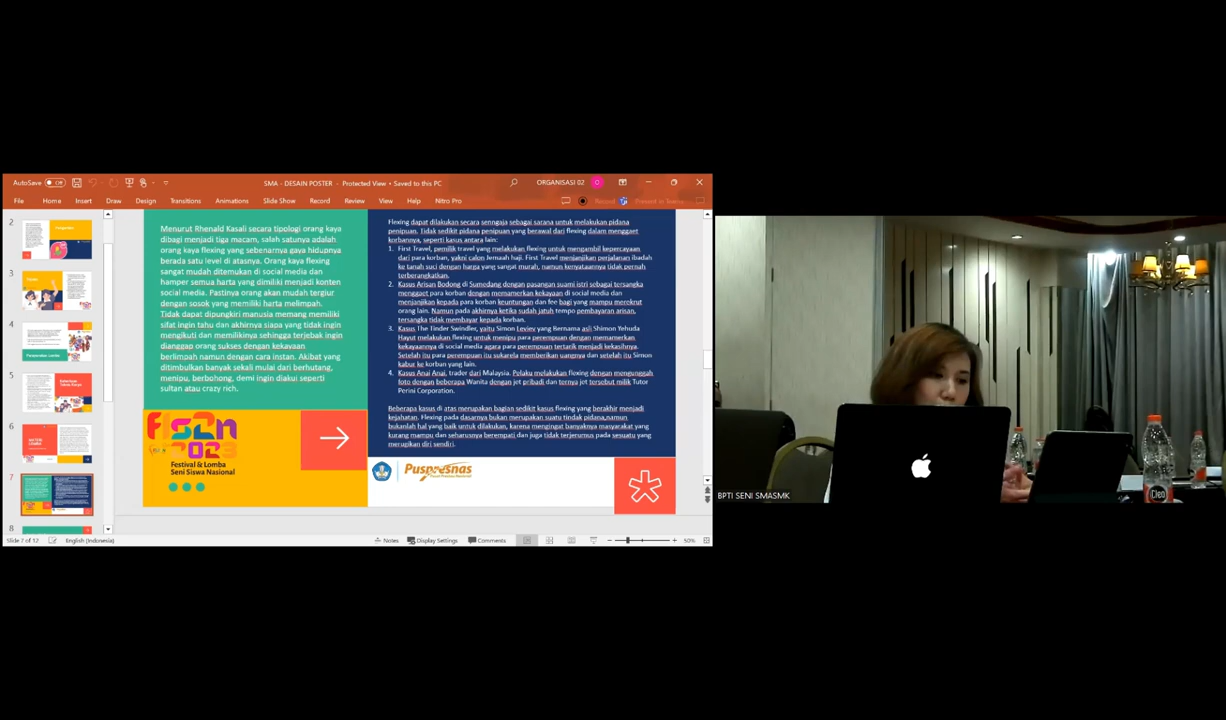 AutoSave Off
SMA - DESAIN POSTER - Protected View • Saved to this PC
ORGANISASI 02
O
File Home Insert Draw Design Transitions Animations Slide Show Record Review View Help Nitro Pro
Record Present in Teams
2
3
4
5
6
7
8
Menurut Rhenald Kasali secara tipologi orang kaya
dibagi menjadi tiga macam, salah satunya adalah
orang kaya flexing yang sebenarnya gaya hidupnya
berada satu level di atasnya. Orang kaya flexing
sangat mudah ditemukan di social media dan
hamper semua harta yang dimiliki menjadi konten
social media. Pastinya orang akan mudah tergiur
dengan sosok yang memiliki harta melimpah.
Tidak dapat dipungkiri manusia memang memiliki
sifat ingin tahu dan akhirnya siapa yang tidak ingin
mengikuti dan memilikinya sehingga terjebak ingin
dianggap orang sukses dengan kekayaan
berlimpah namun dengan cara instan. Akibat yang
ditimbulkan banyak sekali mulai dari berhutang,
menipu, berbohong, demi ingin diakui seperti
sultan atau crazy rich.
Flexing dapat dilakukan secara senngaja sebagai sarana untuk melakukan pidana
penipuan. Tidak sedikit pidana penipuan yang berawal dari flexing dalam menggaet
korbannya, seperti kasus antara lain:
1. First Travel, pemilik travel yang melakukan flexing untuk mengambil kepercayaan
dari para korban, yakni calon Jemaah haji. First Travel menjanjikan perjalanan ibadah
ke tanah suci dengan harga yang sangat murah, namun kenyataannya tidak pernah
terberangkatkan.
2. Kasus Arisan Bodong di Sumedang dengan pasangan suami istri sebagai tersangka
menggaet para korban dengan memamerkan kekayaan di social media dan
menjanjikan kepada para korban keuntungan dan fee bagi yang mampu merekrut
orang lain. Namun pada akhirnya ketika sudah jatuh tempo pembayaran arisan,
tersangka tidak membayar kepada korban.
3. Kasus The Tinder Swindler, yaitu Simon Leviev yang Bernama asli Shimon Yehuda
Hayut melakukan flexing untuk menipu para perempuan dengan memamerkan
kekayaannya di social media agara para perempuan tertarik menjadi kekasihnya.
Setelah itu para perempuan itu sukarela memberikan uangnya dan setelah itu Simon
kabur ke korban yang lain.
4. Kasus Anai Anai, trader dari Malaysia. Pelaku melakukan flexing dengan mengunggah
foto dengan beberapa Wanita dengan jet pribadi dan ternya jet tersebut milik Tutor
Perini Corporation.
Beberapa kasus di atas merupakan bagian sedikit kasus flexing yang berakhir menjadi
kejahatan. Flexing pada dasarnya bukan merupakan suatu tindak pidana,namun
bukanlah hal yang baik untuk dilakukan, karena mengingat banyaknya masyarakat yang
kurang mampu dan seharusnya berempati dan juga tidak terjerumus pada sesuatu yang
merugikan diri sendiri.
FLS2N
2023
Festival & Lomba
Seni Siswa Nasional
Puspresnas
Pusat Prestasi Nasional
Slide 7 of 12 English (Indonesia)
Notes Display Settings Comments 50%
BPTI SENI SMASMK
Cleo